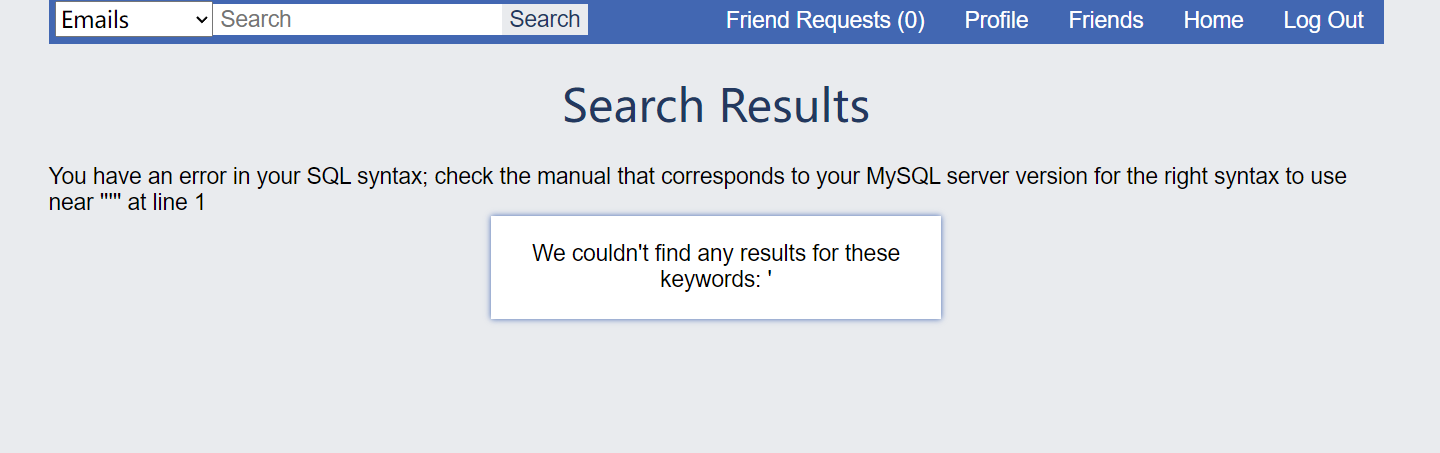 Emails Search Search Friend Requests (0) Profile Friends Home Log Out
Search Results
You have an error in your SQL syntax; check the manual that corresponds to your MySQL server version for the right syntax to use
near ''''' at line 1
We couldn't find any results for these
keywords: '